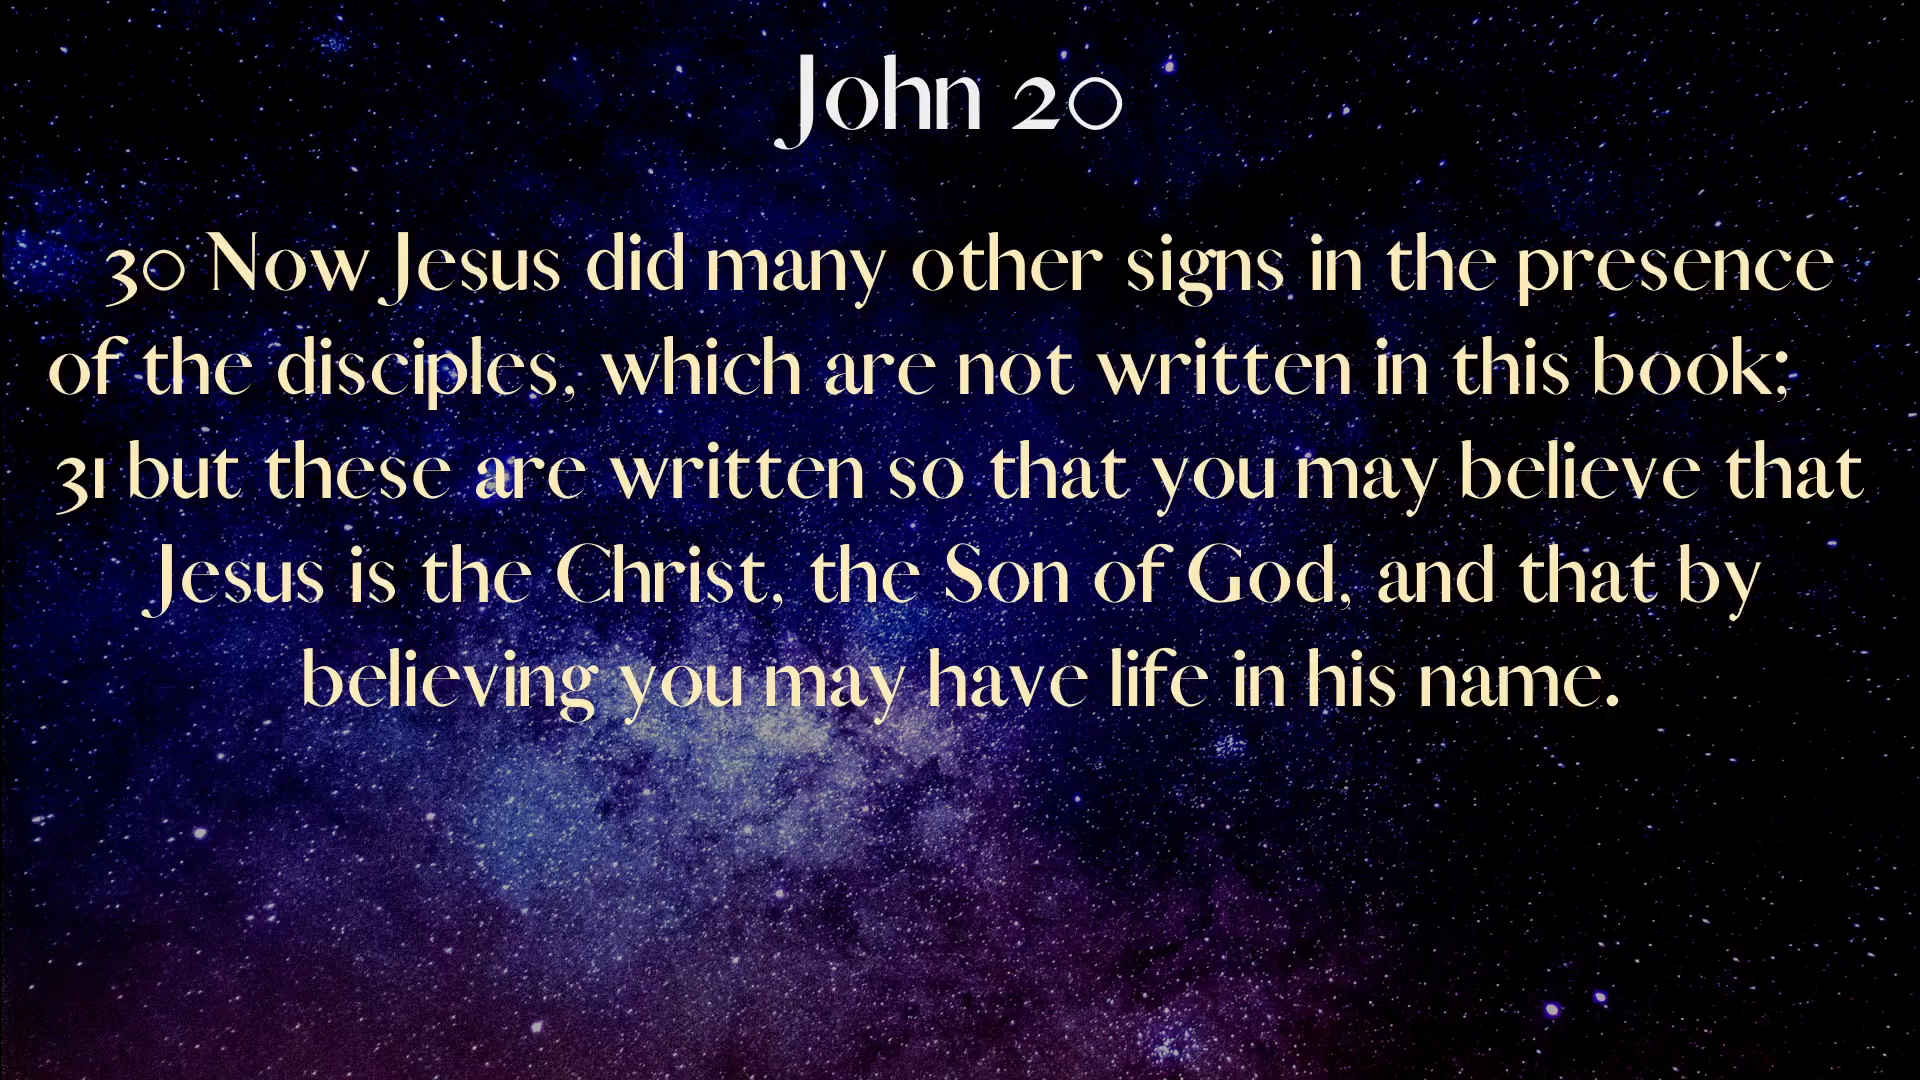 John 20
30 Now Jesus did many other signs in the presence
of the disciples, which are not written in this book;
31 but these are written so that you may believe that
Jesus is the Christ, the Son of God, and that by
believing you may have life in his name.